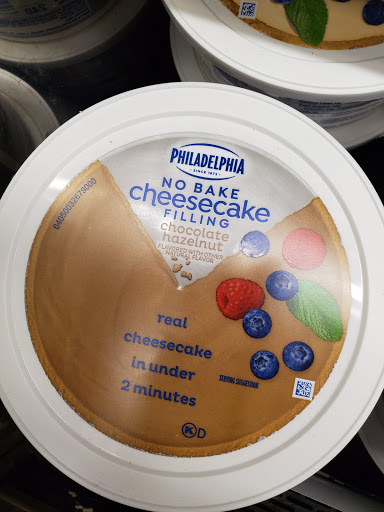 PHILADELPHIA
SINCE 1872
NO BAKE
cheesecake
FILLING
chocolate
hazelnut
FLAVORED WITH OTHER
NATURAL FLAVOR
real
cheesecake
in under
2 minutes
SERVING SUGGESTION
K D